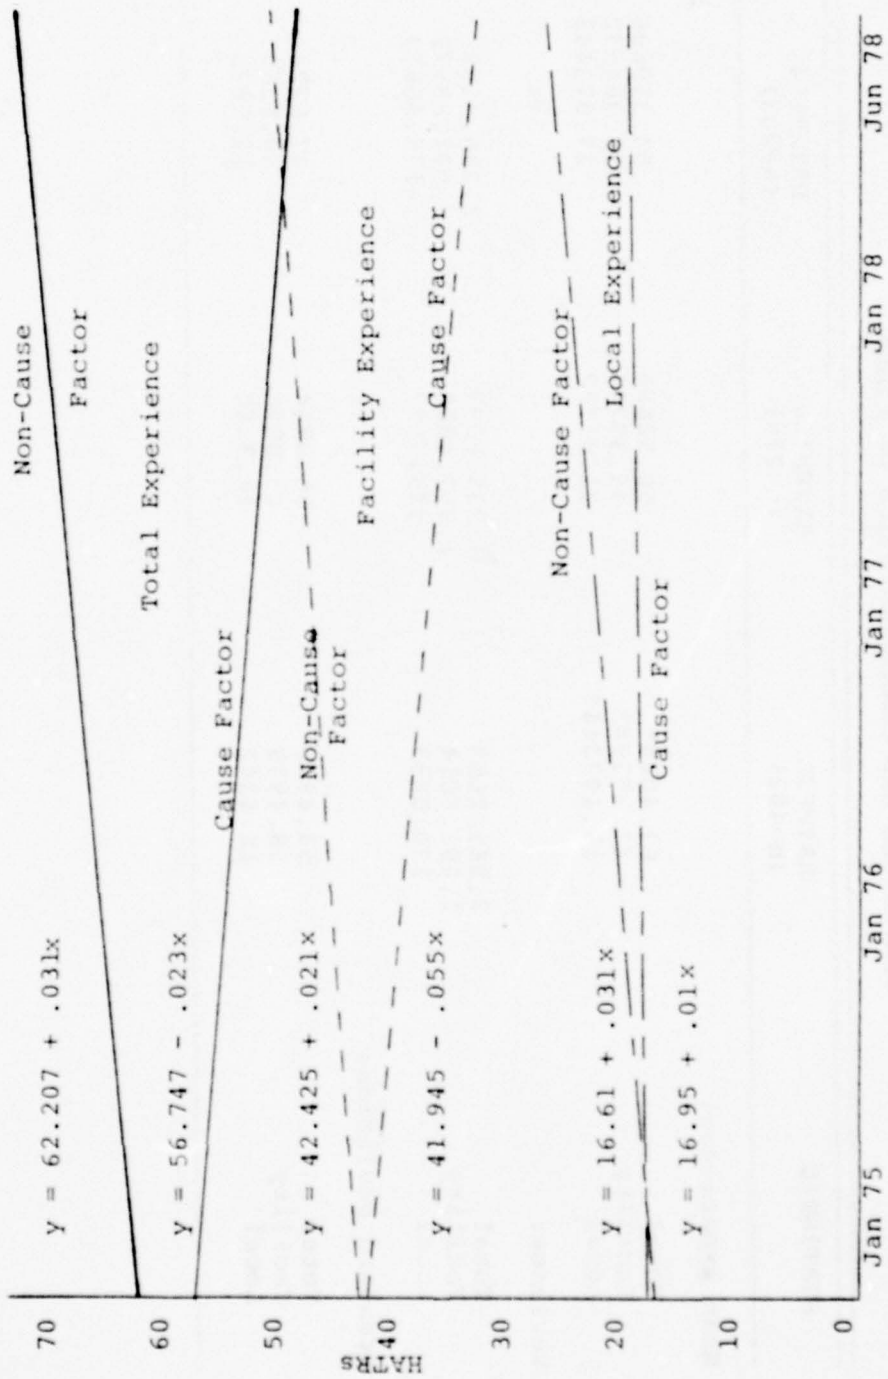 Non-Cause
Factor
y = 62.207 + .031x
Total Experience
y = 56.747 - .023x
Cause Factor
Non-Cause
Factor
y = 42.425 + .021x
Facility Experience
y = 41.945 - .055x
Cause Factor
Non-Cause Factor
y = 16.61 + .031x
Local Experience
y = 16.95 + .01x
Cause Factor
70
60
50
40
30
20
10
0
HATRs
Jan 75
Jan 76
Jan 77
Jan 78
Jun 78